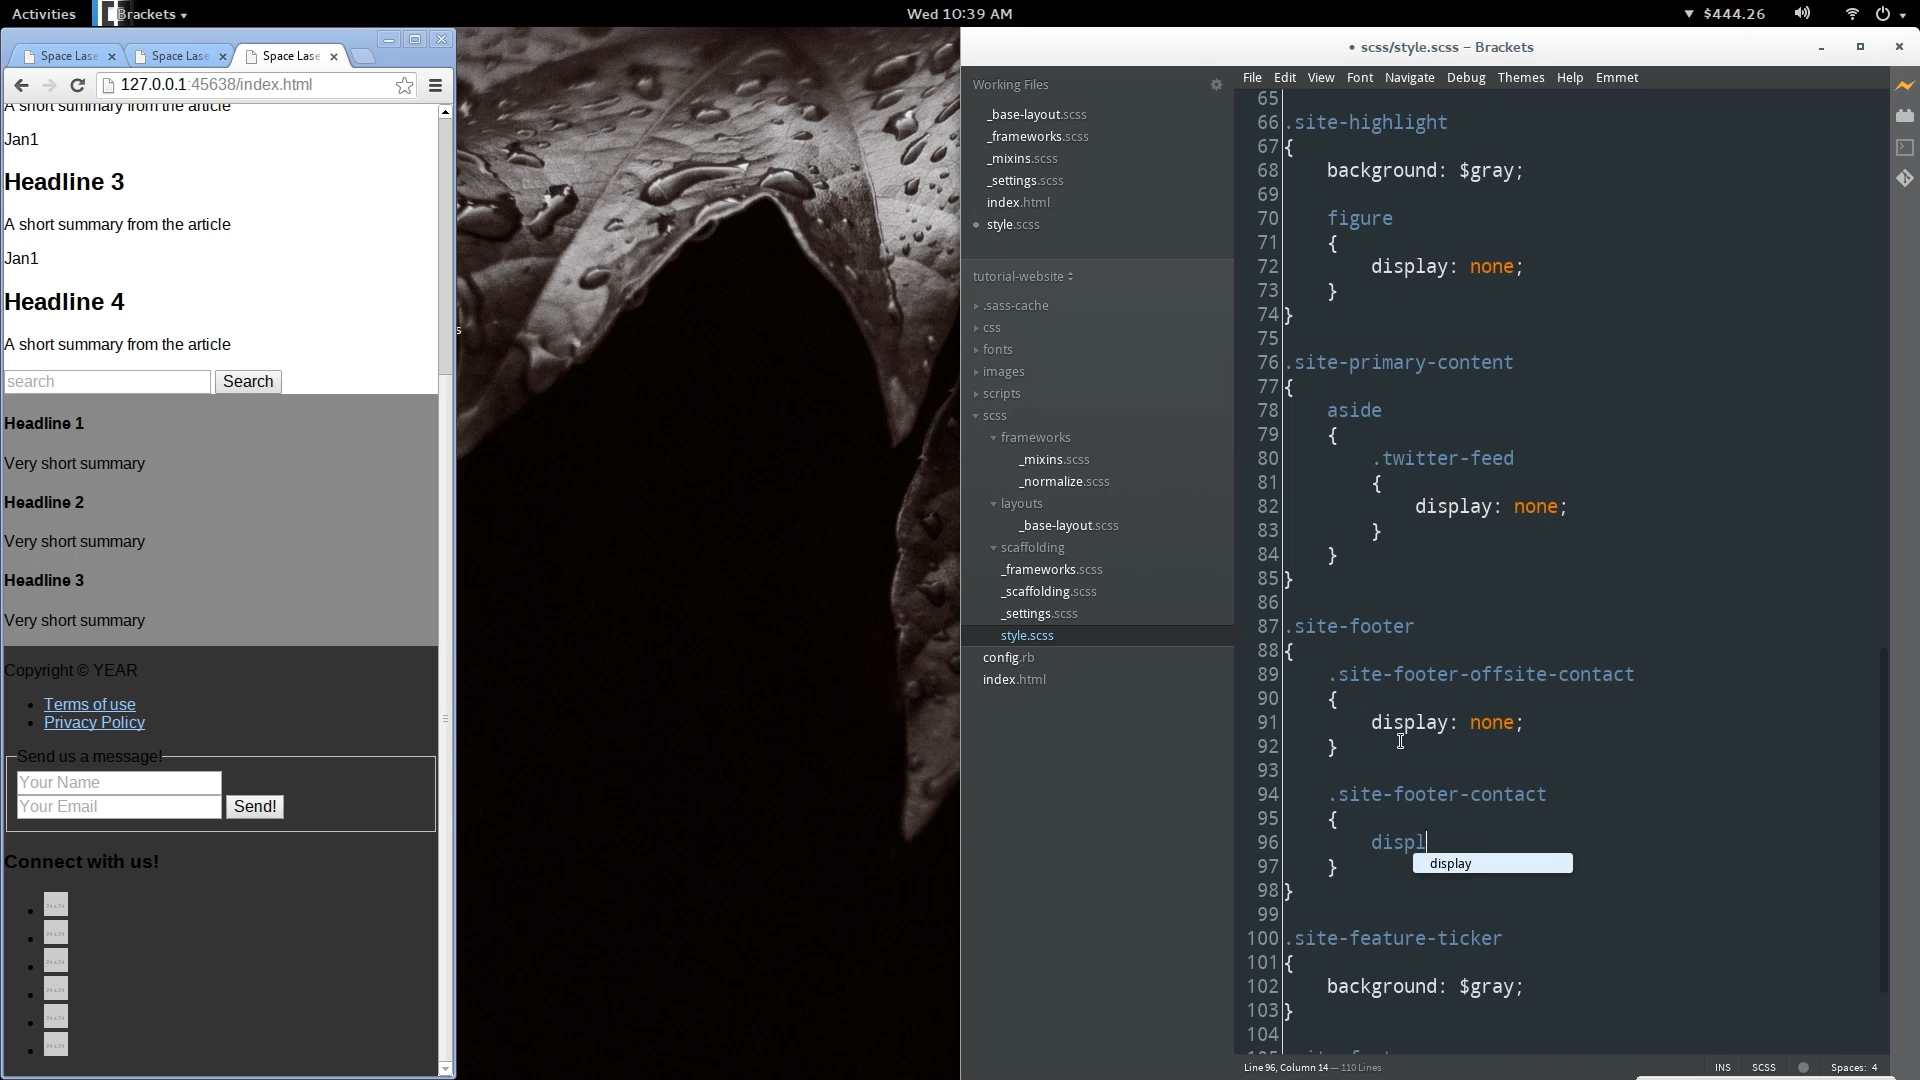 Activities
Brackets
Wed 10:39 AM
▼ $444.26
Space Lase ×
Space Lase ×
Space Lase ×
127.0.0.1:45638/index.html
A short summary from the article
Jan1
Headline 3
A short summary from the article
Jan1
Headline 4
A short summary from the article
search Search
Headline 1
Very short summary
Headline 2
Very short summary
Headline 3
Very short summary
Copyright © YEAR
Terms of use
Privacy Policy
Send us a message!
Your Name
Your Email Send!
Connect with us!
s
• scss/style.scss – Brackets
Working Files
_base-layout.scss
_frameworks.scss
_mixins.scss
_settings.scss
index.html
style.scss
tutorial-website
.sass-cache
css
fonts
images
scripts
scss
frameworks
_mixins.scss
_normalize.scss
layouts
_base-layout.scss
scaffolding
_frameworks.scss
_scaffolding.scss
_settings.scss
style.scss
config.rb
index.html
File Edit View Font Navigate Debug Themes Help Emmet
65
66 .site-highlight
67 {
68 background: $gray;
69
70 figure
71 {
72 display: none;
73 }
74 }
75
76 .site-primary-content
77 {
78 aside
79 {
80 .twitter-feed
81 {
82 display: none;
83 }
84 }
85 }
86
87 .site-footer
88 {
89 .site-footer-offsite-contact
90 {
91 display: none;
92 }
93
94 .site-footer-contact
95 {
96 displ
display
97 }
98 }
99
100 .site-feature-ticker
101 {
102 background: $gray;
103 }
104
Line 96, Column 14 — 110 Lines
INS SCSS Spaces: 4